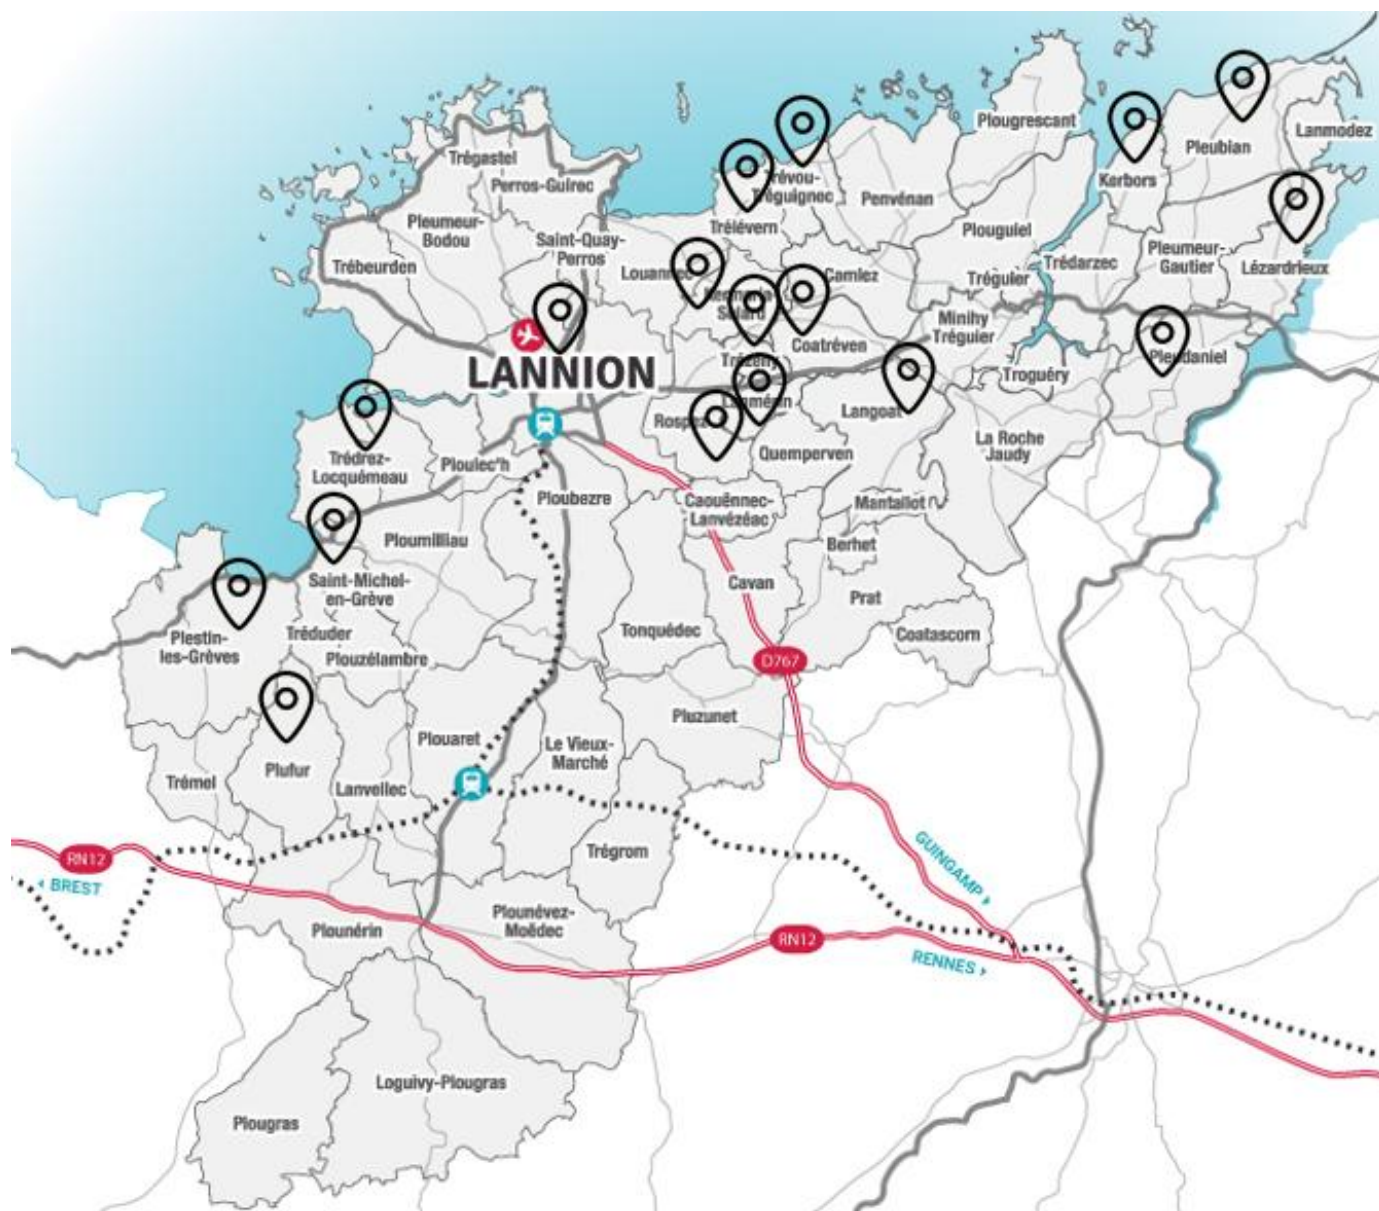 Plougrescant
Lanmodez
Pleubian
Trégastel
Perros-Guirec
Kerbors
Trévou-
Tréguignec
Penvénan
Pleumeur-
Bodou
Trélévern
Plouguiel
Saint-Quay-
Perros
Pleumeur-
Gautier
Trébeurden
Louannec
Camlez
Tréguier
Trédarzec
Lézardrieux
Minihy
Tréguier
Coatréven
Pleudaniel
LANNION
Trézény
Troguéry
Langoat
La Roche
Jaudy
Quemperven
Trédrez-
Locquémeau
Ploulec'h
Ploubezre
Caouënnec-
Lanvézéac
Mantallot
Ploumilliau
Berhet
Saint-Michel-
en-Grève
Cavan
Prat
Plestin-
les-Grèves
Tréduder
Tonquédec
Coatascorn
Plouzélambre
D767
Pluzunet
Plouaret
Le Vieux-
Marché
Plufur
Trémel
Lanvellec
RN12
BREST
Trégrom
GUINGAMP
Plounévez-
Moëdec
Plounérin
RN12
RENNES
Loguivy-Plougras
Plougras